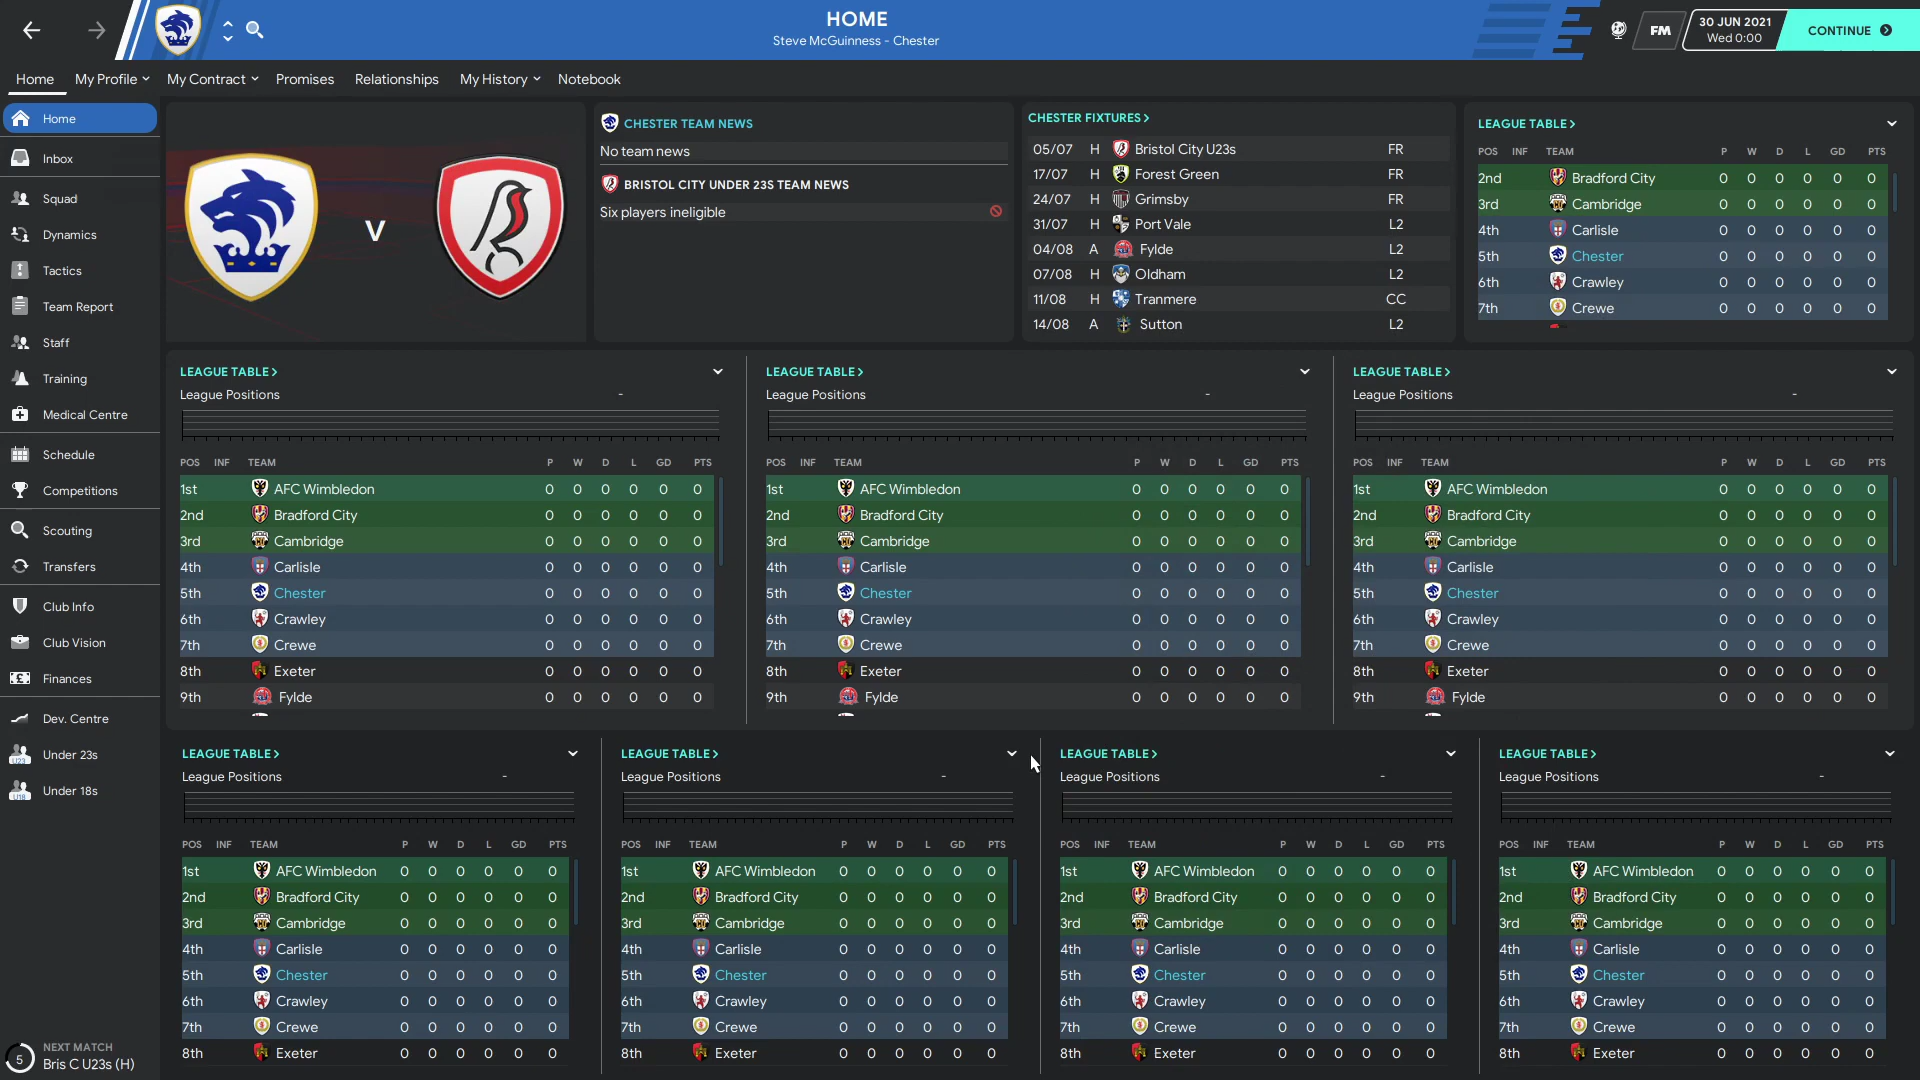 HOME
Steve McGuinness - Chester
FM
30 JUN 2021
Wed 0:00
CONTINUE
Home My Profile My Contract Promises Relationships My History Notebook
Home
Inbox
Squad
Dynamics
Tactics
Team Report
Staff
Training
Medical Centre
Schedule
Competitions
Scouting
Transfers
Club Info
Club Vision
Finances
Dev. Centre
Under 23s
Under 18s
NEXT MATCH
5 Bris C U23s (H)
V
CHESTER TEAM NEWS
No team news
BRISTOL CITY UNDER 23S TEAM NEWS
Six players ineligible
CHESTER FIXTURES >
05/07 H Bristol City U23s FR
17/07 H Forest Green FR
24/07 H Grimsby FR
31/07 H Port Vale L2
04/08 A Fylde L2
07/08 H Oldham L2
11/08 H Tranmere CC
14/08 A Sutton L2
LEAGUE TABLE >
POS INF TEAM P W D L GD PTS
2nd Bradford City 0 0 0 0 0 0
3rd Cambridge 0 0 0 0 0 0
4th Carlisle 0 0 0 0 0 0
5th Chester 0 0 0 0 0 0
6th Crawley 0 0 0 0 0 0
7th Crewe 0 0 0 0 0 0
LEAGUE TABLE >
League Positions -
POS INF TEAM P W D L GD PTS
1st AFC Wimbledon 0 0 0 0 0 0
2nd Bradford City 0 0 0 0 0 0
3rd Cambridge 0 0 0 0 0 0
4th Carlisle 0 0 0 0 0 0
5th Chester 0 0 0 0 0 0
6th Crawley 0 0 0 0 0 0
7th Crewe 0 0 0 0 0 0
8th Exeter 0 0 0 0 0 0
9th Fylde 0 0 0 0 0 0
LEAGUE TABLE >
League Positions -
POS INF TEAM P W D L GD PTS
1st AFC Wimbledon 0 0 0 0 0 0
2nd Bradford City 0 0 0 0 0 0
3rd Cambridge 0 0 0 0 0 0
4th Carlisle 0 0 0 0 0 0
5th Chester 0 0 0 0 0 0
6th Crawley 0 0 0 0 0 0
7th Crewe 0 0 0 0 0 0
8th Exeter 0 0 0 0 0 0
9th Fylde 0 0 0 0 0 0
LEAGUE TABLE >
League Positions -
POS INF TEAM P W D L GD PTS
1st AFC Wimbledon 0 0 0 0 0 0
2nd Bradford City 0 0 0 0 0 0
3rd Cambridge 0 0 0 0 0 0
4th Carlisle 0 0 0 0 0 0
5th Chester 0 0 0 0 0 0
6th Crawley 0 0 0 0 0 0
7th Crewe 0 0 0 0 0 0
8th Exeter 0 0 0 0 0 0
9th Fylde 0 0 0 0 0 0
LEAGUE TABLE >
League Positions -
POS INF TEAM P W D L GD PTS
1st AFC Wimbledon 0 0 0 0 0 0
2nd Bradford City 0 0 0 0 0 0
3rd Cambridge 0 0 0 0 0 0
4th Carlisle 0 0 0 0 0 0
5th Chester 0 0 0 0 0 0
6th Crawley 0 0 0 0 0 0
7th Crewe 0 0 0 0 0 0
8th Exeter 0 0 0 0 0 0
LEAGUE TABLE >
League Positions -
POS INF TEAM P W D L GD PTS
1st AFC Wimbledon 0 0 0 0 0 0
2nd Bradford City 0 0 0 0 0 0
3rd Cambridge 0 0 0 0 0 0
4th Carlisle 0 0 0 0 0 0
5th Chester 0 0 0 0 0 0
6th Crawley 0 0 0 0 0 0
7th Crewe 0 0 0 0 0 0
8th Exeter 0 0 0 0 0 0
LEAGUE TABLE >
League Positions -
POS INF TEAM P W D L GD PTS
1st AFC Wimbledon 0 0 0 0 0 0
2nd Bradford City 0 0 0 0 0 0
3rd Cambridge 0 0 0 0 0 0
4th Carlisle 0 0 0 0 0 0
5th Chester 0 0 0 0 0 0
6th Crawley 0 0 0 0 0 0
7th Crewe 0 0 0 0 0 0
8th Exeter 0 0 0 0 0 0
LEAGUE TABLE >
League Positions -
POS INF TEAM P W D L GD PTS
1st AFC Wimbledon 0 0 0 0 0 0
2nd Bradford City 0 0 0 0 0 0
3rd Cambridge 0 0 0 0 0 0
4th Carlisle 0 0 0 0 0 0
5th Chester 0 0 0 0 0 0
6th Crawley 0 0 0 0 0 0
7th Crewe 0 0 0 0 0 0
8th Exeter 0 0 0 0 0 0